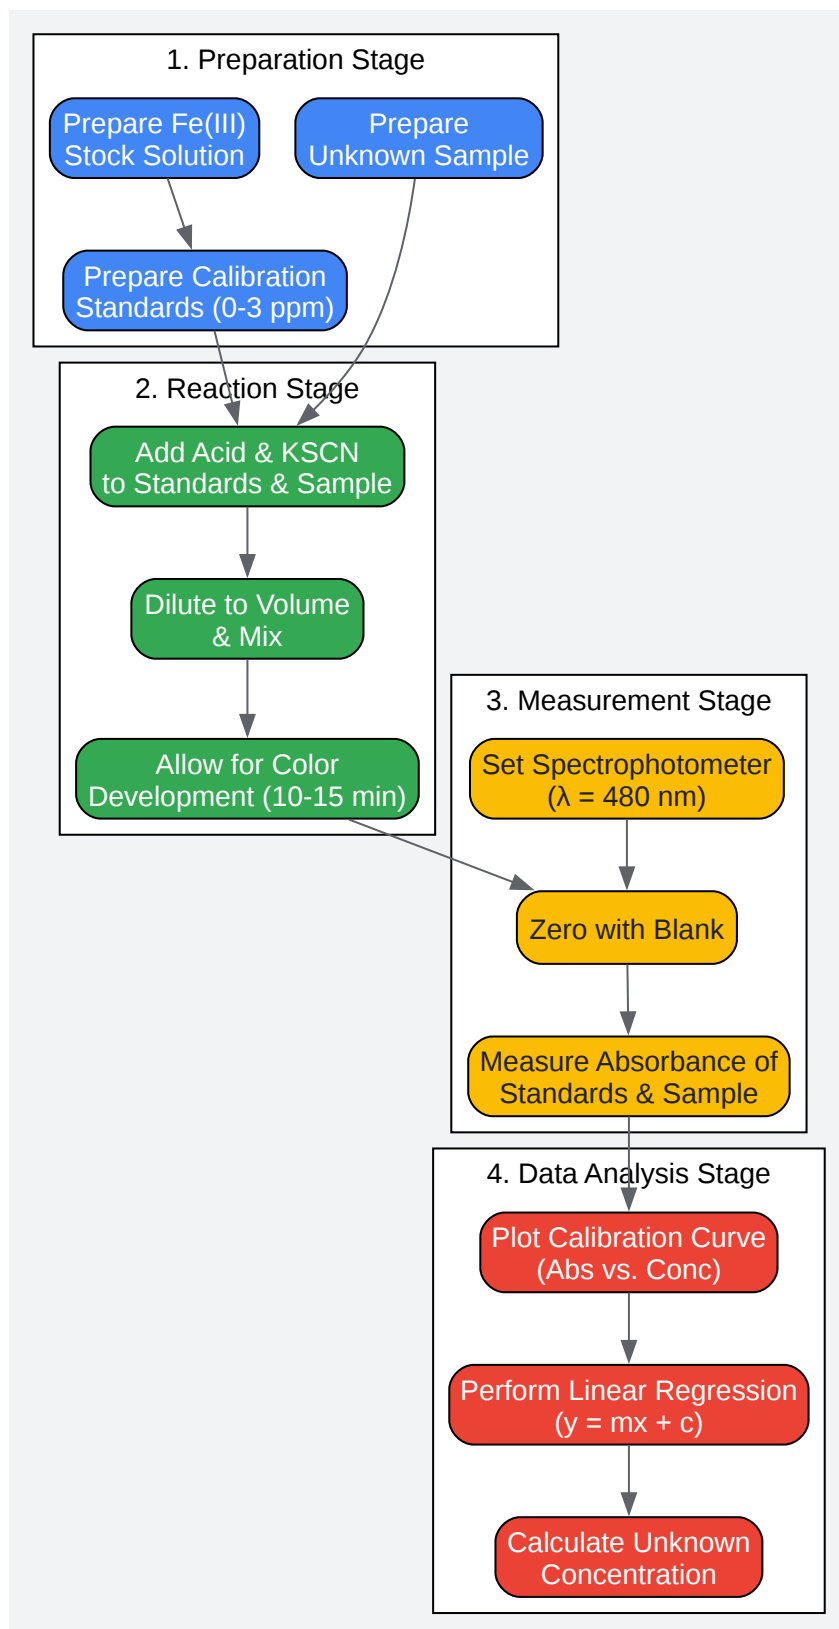 1. Preparation Stage
Prepare Fe(III)
Stock Solution
Prepare
Unknown Sample
Prepare Calibration
Standards (0-3 ppm)
2. Reaction Stage
Add Acid & KSCN
to Standards & Sample
Dilute to Volume
& Mix
Allow for Color
Development (10-15 min)
3. Measurement Stage
Set Spectrophotometer
(λ = 480 nm)
Zero with Blank
Measure Absorbance of
Standards & Sample
4. Data Analysis Stage
Plot Calibration Curve
(Abs vs. Conc)
Perform Linear Regression
(y = mx + c)
Calculate Unknown
Concentration